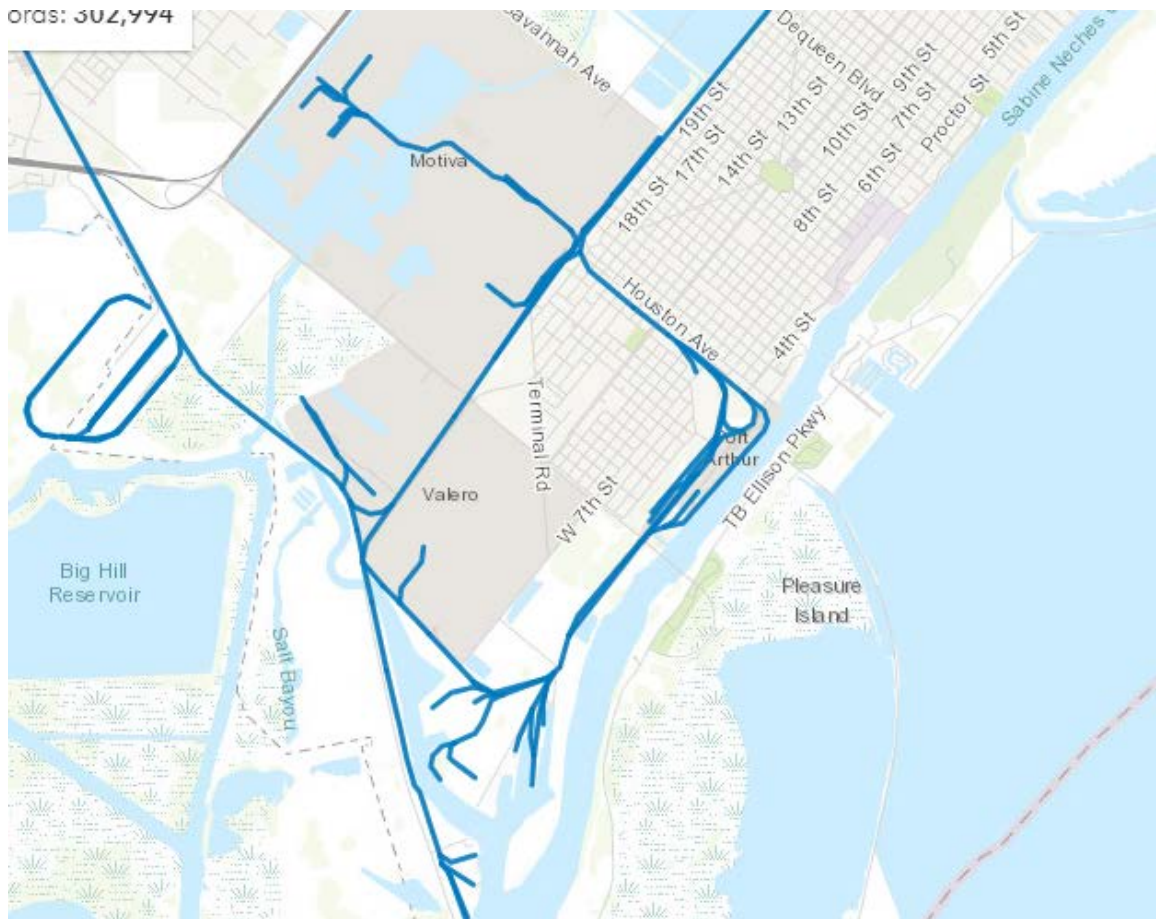 ords: 302,994
Savannah Ave
Dequeen Blvd
5th St
9th St
7th St
Proctor St
Sabine Neches
19th St
17th St
13th St
10th St
14th St
6th St
Motiva
18th St
8th St
Houston Ave
4th St
Terminal Rd
Port
Arthur
TB Ellison Pkwy
Valero
W 7th St
Big Hill
Reservoir
Pleasure
Island
Salt Bayou